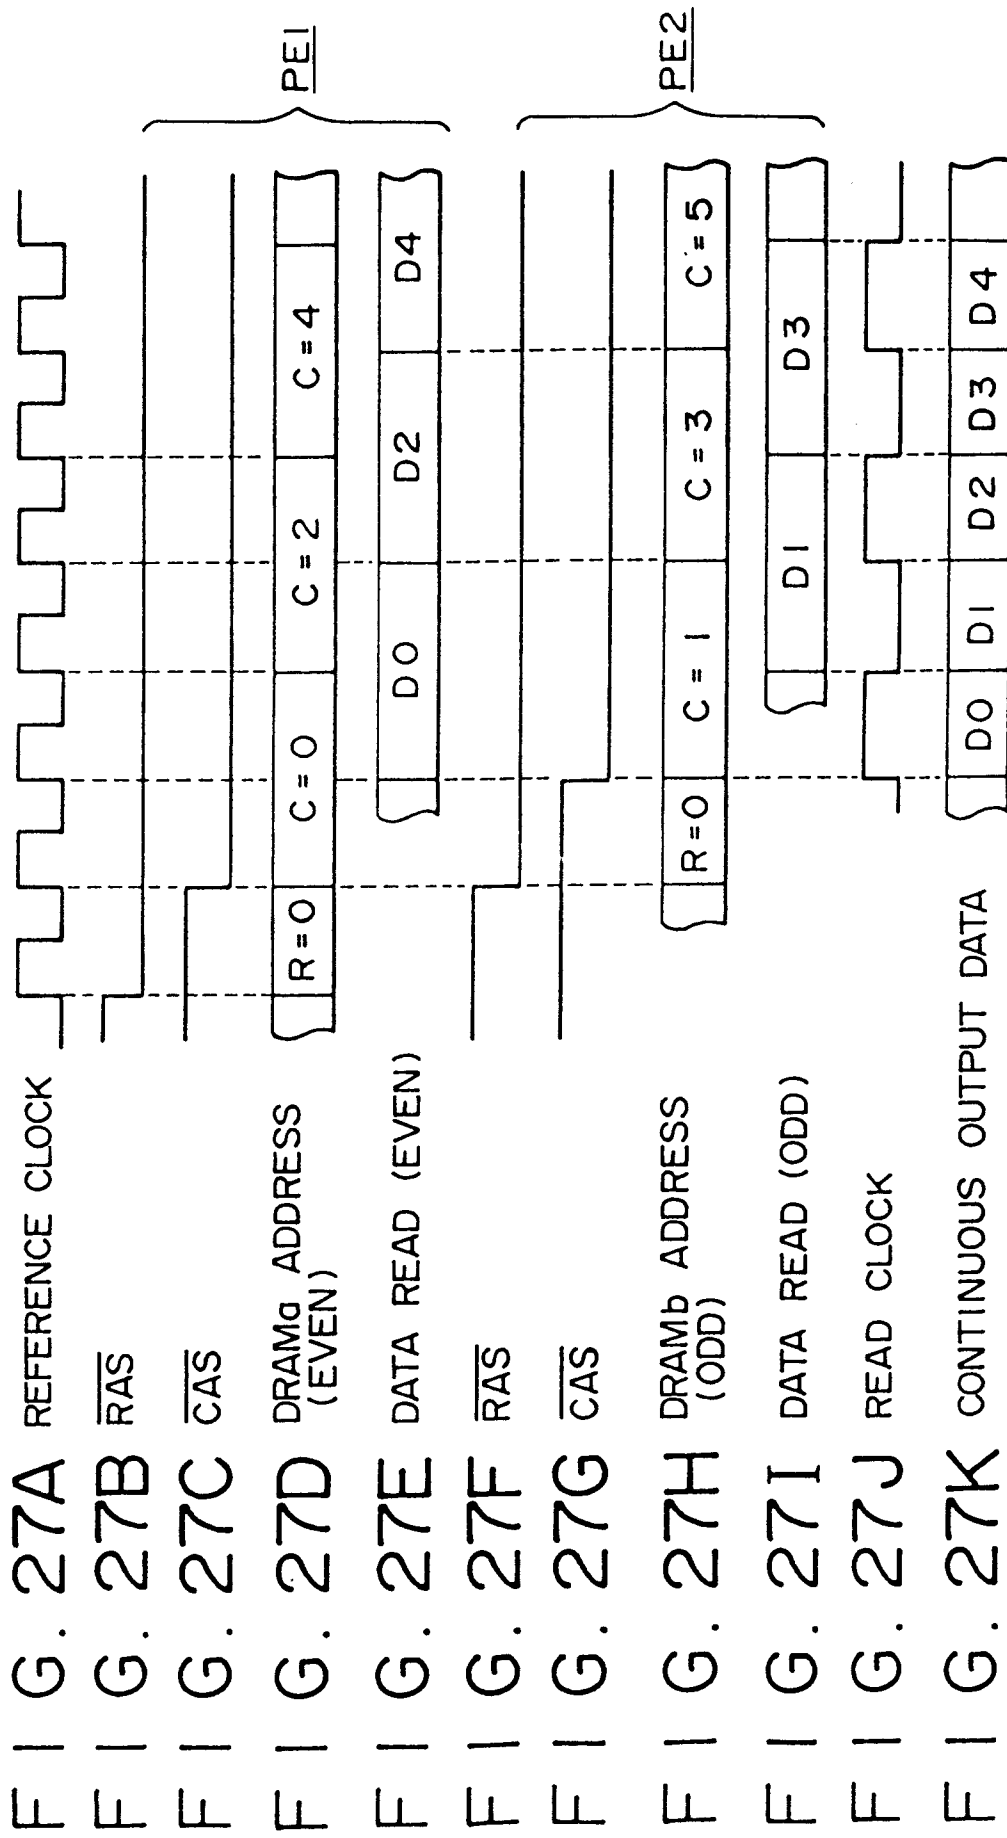 FIG. 27A REFERENCE CLOCK
FIG. 27B RAS
FIG. 27C CAS
FIG. 27D DRAMa ADDRESS (EVEN)
R=0 C=0 C=2 C=4
FIG. 27E DATA READ (EVEN)
D0 D2 D4
PE1
FIG. 27F RAS
FIG. 27G CAS
FIG. 27H DRAMb ADDRESS (ODD)
R=0 C=1 C=3 C=5
FIG. 27I DATA READ (ODD)
D1 D3
PE2
FIG. 27J READ CLOCK
FIG. 27K CONTINUOUS OUTPUT DATA
D0 D1 D2 D3 D4